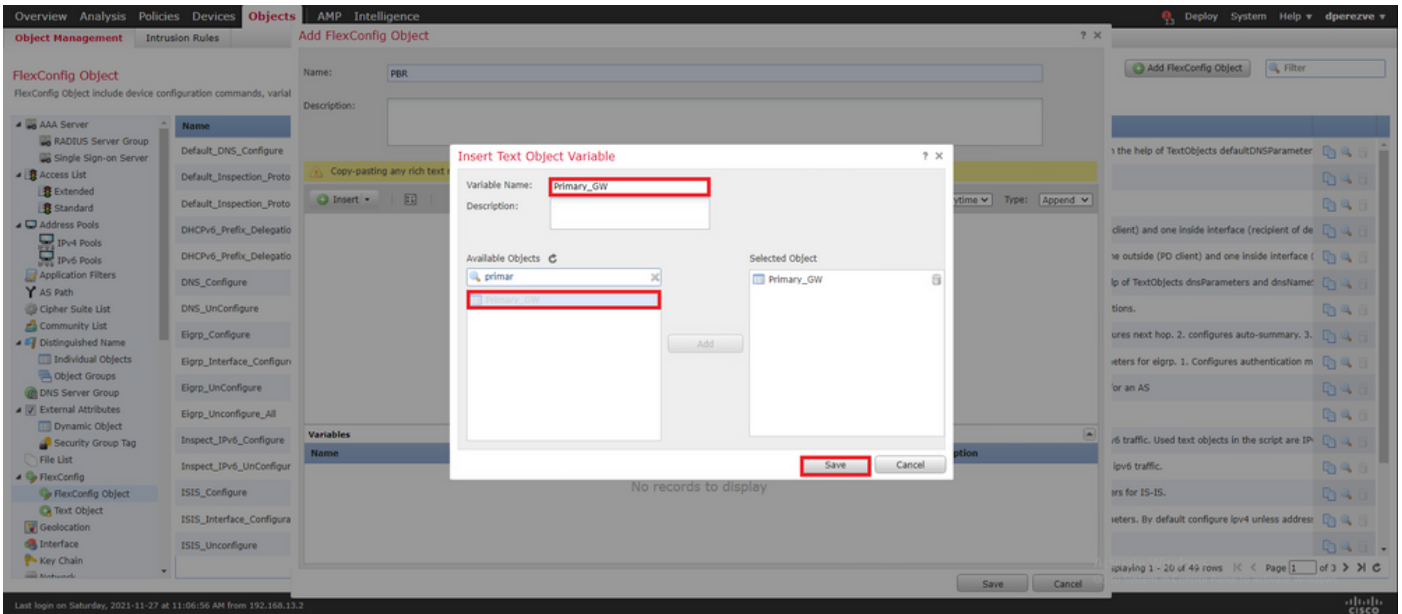 Overview Analysis Policies Devices Objects AMP Intelligence
13 Deploy System Help dperezve
Object Management Intrusion Rules
Add FlexConfig Object
? X
FlexConfig Object
FlexConfig Object include device configuration commands, variab
Name: PBR
Description:
Add FlexConfig Object
Filter
AAA Server
RADIUS Server Group
Single Sign-on Server
Access List
Extended
Standard
Address Pools
IPv4 Pools
IPv6 Pools
Application Filters
AS Path
Cipher Suite List
Community List
Distinguished Name
Individual Objects
Object Groups
DNS Server Group
External Attributes
Dynamic Object
Security Group Tag
File List
FlexConfig
FlexConfig Object
Text Object
Geolocation
Interface
Key Chain
Network
Name
Default_DNS_Configure
Default_Inspection_Proto
Default_Inspection_Proto
DHCPv6_Prefix_Delegatio
DHCPv6_Prefix_Delegatio
DNS_Configure
DNS_UnConfigure
Eigrp_Configure
Eigrp_Interface_Configur
Eigrp_UnConfigure
Eigrp_Unconfigure_All
Inspect_IPv6_Configure
Inspect_IPv6_UnConfigur
ISIS_Configure
ISIS_Interface_Configura
ISIS_Unconfigure
Copy-pasting any rich text
Insert
ytime Type: Append
Insert Text Object Variable
? X
Variable Name: Primary_GW
Description:
Available Objects
primar
Primary_GW
Add
Selected Object
Primary_GW
Save Cancel
Variables
Name
ption
No records to display
Save Cancel
the help of TextObjects defaultDNSParameter
client) and one inside interface (recipient of de
e outside (PD client) and one inside interface (
lp of TextObjects dnsParameters and dnsName
tions.
ures next hop. 2. configures auto-summary. 3.
eters for eigrp. 1. Configures authentication m
for an AS
v6 traffic. Used text objects in the script are IP
ipv6 traffic.
ers for IS-IS.
eters. By default configure ipv4 unless address
splaying 1 - 20 of 49 rows Page 1 of 3
Last login on Saturday, 2021-11-27 at 11:06:56 AM from 192.168.13.2
CISCO